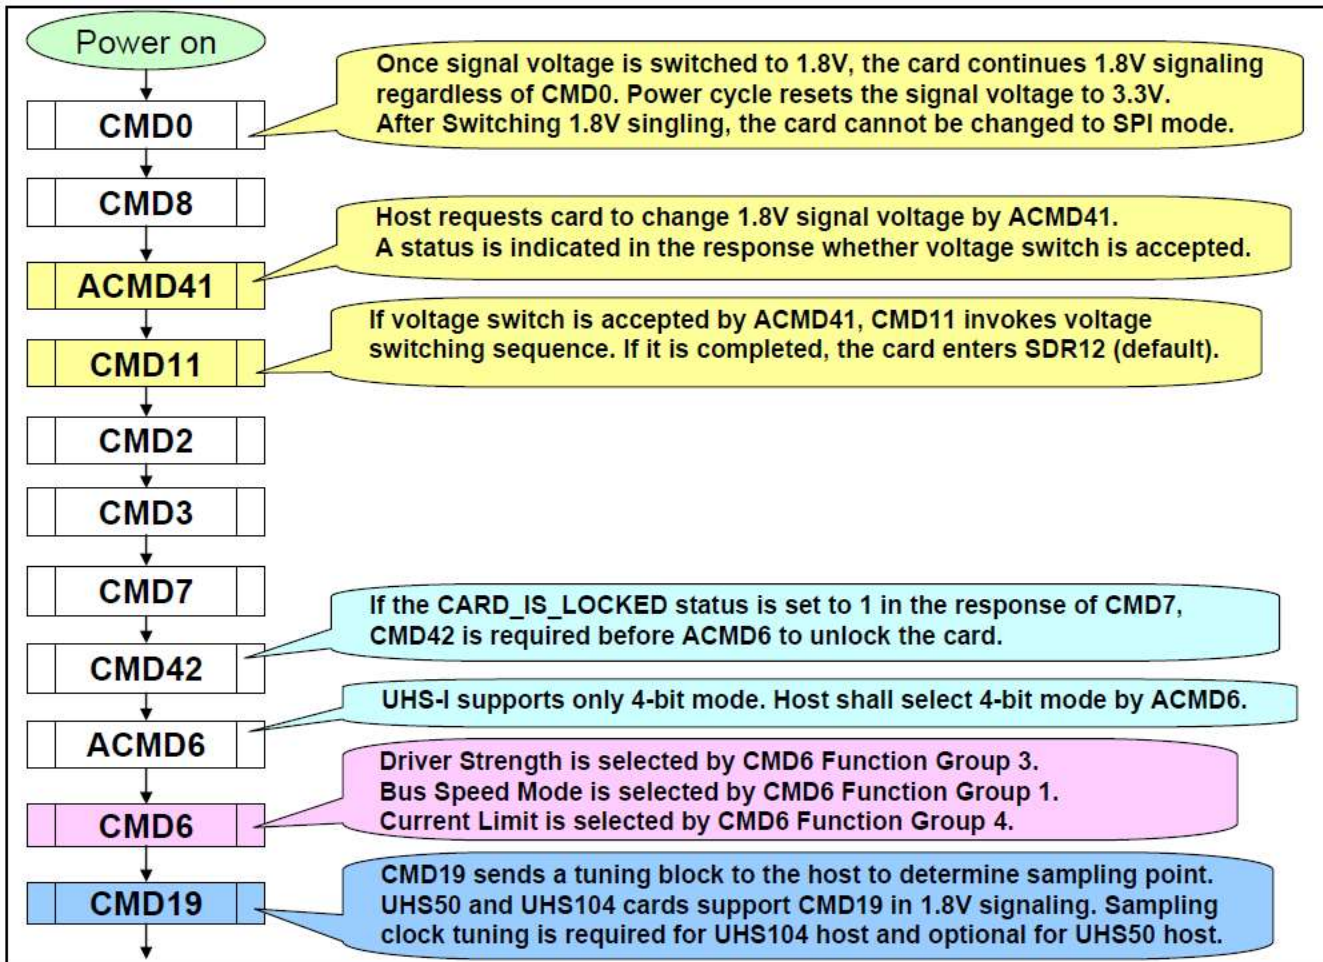 Power on
CMD0
Once signal voltage is switched to 1.8V, the card continues 1.8V signaling
regardless of CMD0. Power cycle resets the signal voltage to 3.3V.
After Switching 1.8V singling, the card cannot be changed to SPI mode.
CMD8
ACMD41
Host requests card to change 1.8V signal voltage by ACMD41.
A status is indicated in the response whether voltage switch is accepted.
CMD11
If voltage switch is accepted by ACMD41, CMD11 invokes voltage
switching sequence. If it is completed, the card enters SDR12 (default).
CMD2
CMD3
CMD7
CMD42
If the CARD_IS_LOCKED status is set to 1 in the response of CMD7,
CMD42 is required before ACMD6 to unlock the card.
ACMD6
UHS-I supports only 4-bit mode. Host shall select 4-bit mode by ACMD6.
CMD6
Driver Strength is selected by CMD6 Function Group 3.
Bus Speed Mode is selected by CMD6 Function Group 1.
Current Limit is selected by CMD6 Function Group 4.
CMD19
CMD19 sends a tuning block to the host to determine sampling point.
UHS50 and UHS104 cards support CMD19 in 1.8V signaling. Sampling
clock tuning is required for UHS104 host and optional for UHS50 host.